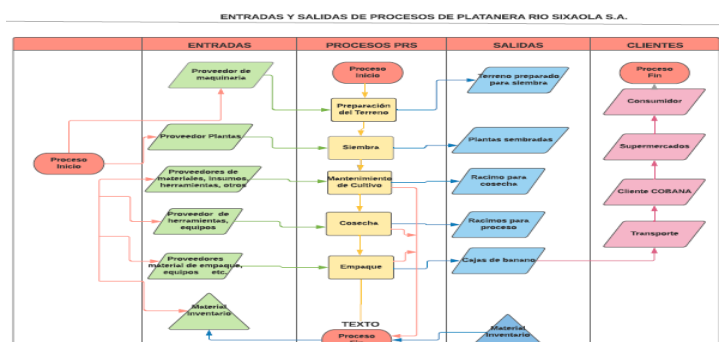 ENTRADAS Y SALIDAS DE PROCESOS DE PLATANERA RIO SIXAOLA S.A.
ENTRADAS
PROCESOS PRS
SALIDAS
CLIENTES
Proceso
Inicio
Proveedor de
maquinaria
Proveedor Plantas
Proveedores de
materiales, insumos,
herramientas, otros
Proveedor de
herramientas,
equipos
Proveedores
material de empaque,
equipos etc.
Material
Inventario
Proceso
Inicio
Preparación
del Terreno
Siembra
Mantenimiento
de Cultivo
Cosecha
Empaque
TEXTO
Proceso
Terreno preparado
para siembra
Plantas sembradas
Racimo para
cosecha
Racimos para
proceso
Cajas de banano
Material
Inventario
Proceso
Fin
Consumidor
Supermercados
Cliente COBANA
Transporte